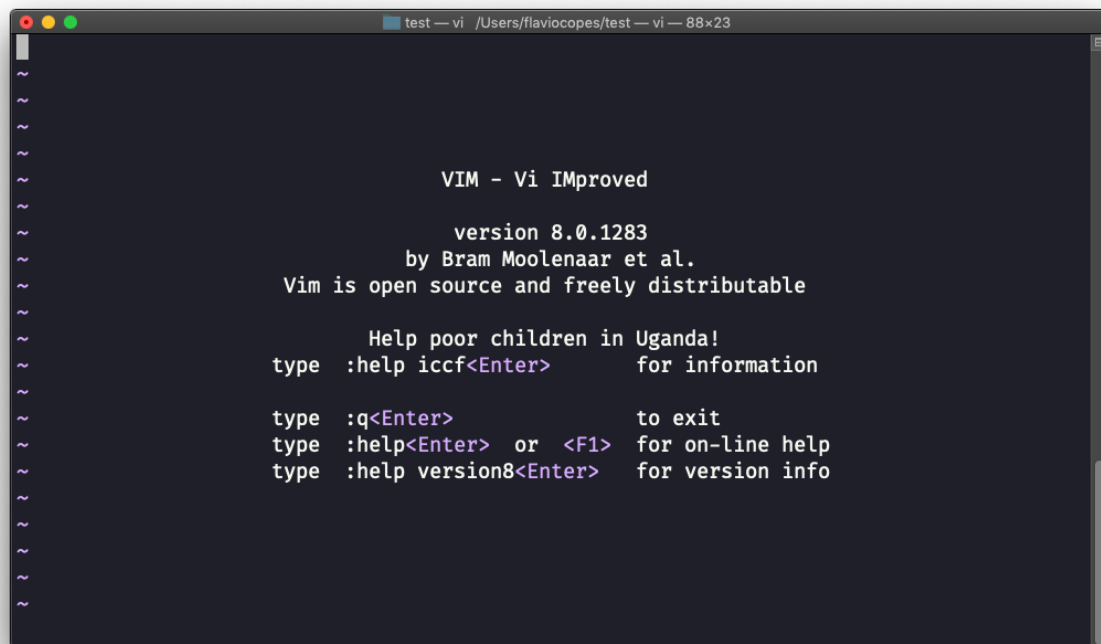 test — vi /Users/flaviocopes/test — vi — 88×23
~
~
~
~
~ VIM - Vi IMproved
~
~ version 8.0.1283
~ by Bram Moolenaar et al.
~ Vim is open source and freely distributable
~
~ Help poor children in Uganda!
~ type :help iccf<Enter> for information
~
~ type :q<Enter> to exit
~ type :help<Enter> or <F1> for on-line help
~ type :help version8<Enter> for version info
~
~
~
~
~